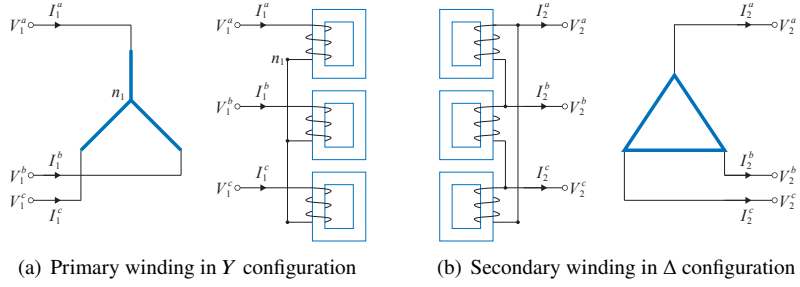 I₁ᵃ I₁ᵃ I₂ᵃ I₂ᵃ
V₁ᵃ V₁ᵃ V₂ᵃ V₂ᵃ
n₁
n₁
I₁ᵇ I₂ᵇ
V₁ᵇ V₂ᵇ
I₁ᵇ I₁ᶜ I₂ᶜ I₂ᵇ
V₁ᵇ V₂ᵇ
V₁ᶜ V₁ᶜ V₂ᶜ V₂ᶜ
I₁ᶜ I₂ᶜ
(a) Primary winding in Y configuration
(b) Secondary winding in Δ configuration